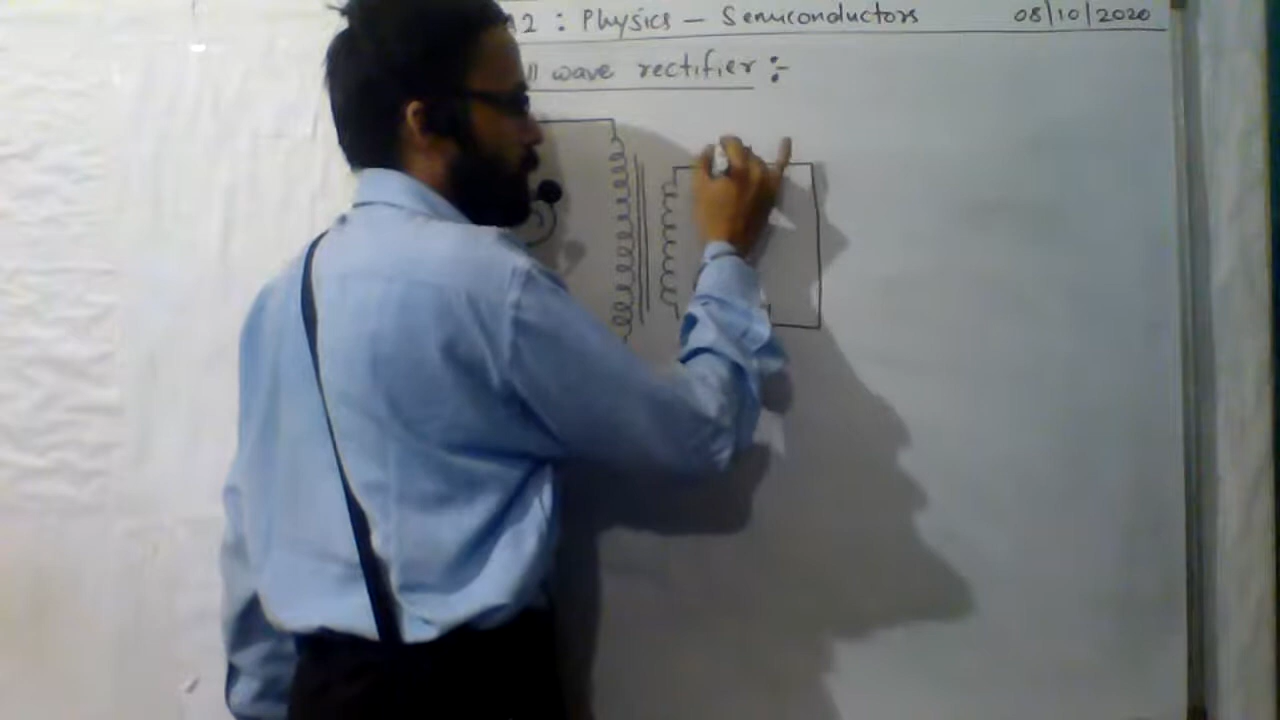 2 : Physics – Semiconductors 08/10/2020
wave rectifier :-